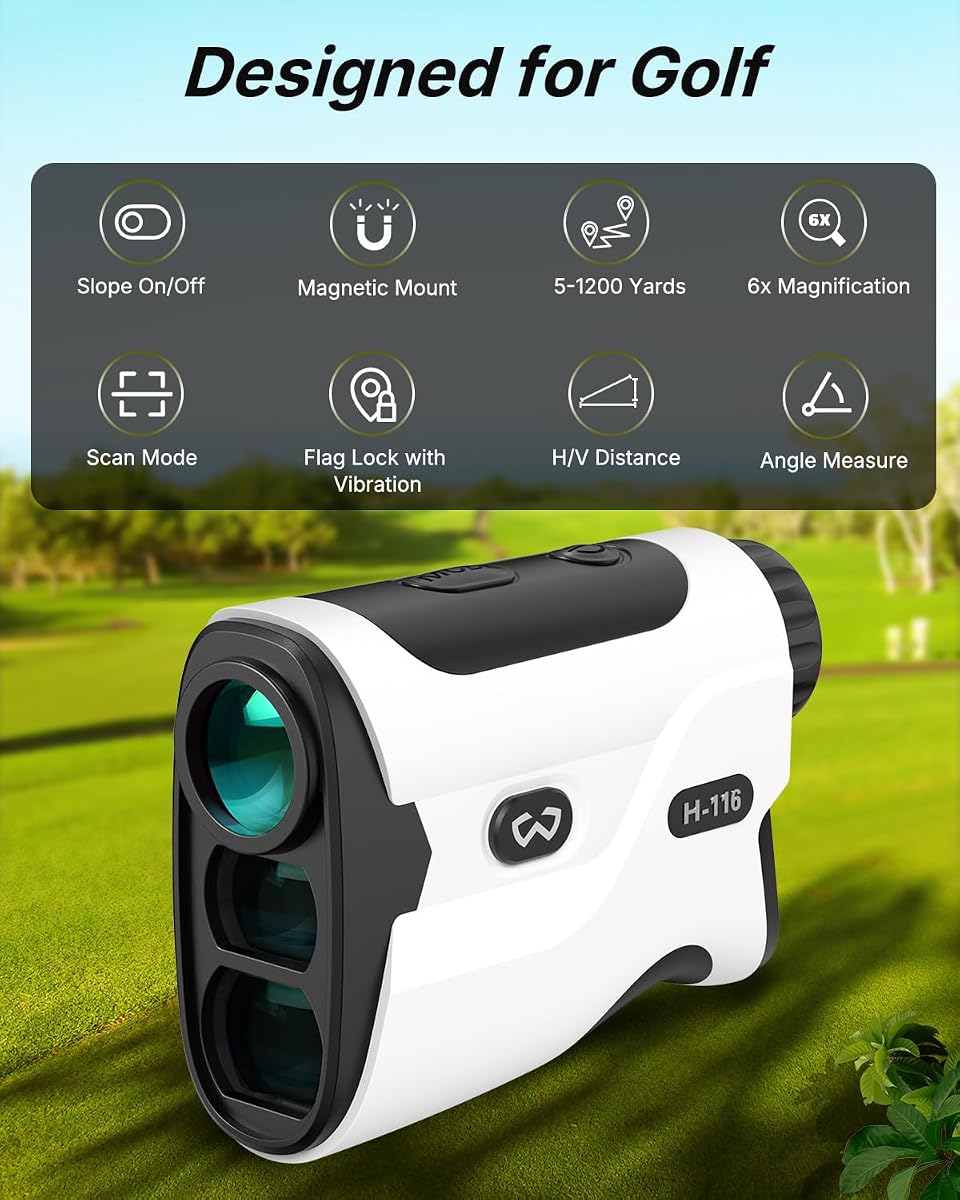 Designed for Golf
Slope On/Off
Magnetic Mount
5-1200 Yards
6X
6x Magnification
Scan Mode
Flag Lock with
Vibration
H/V Distance
Angle Measure
H-116